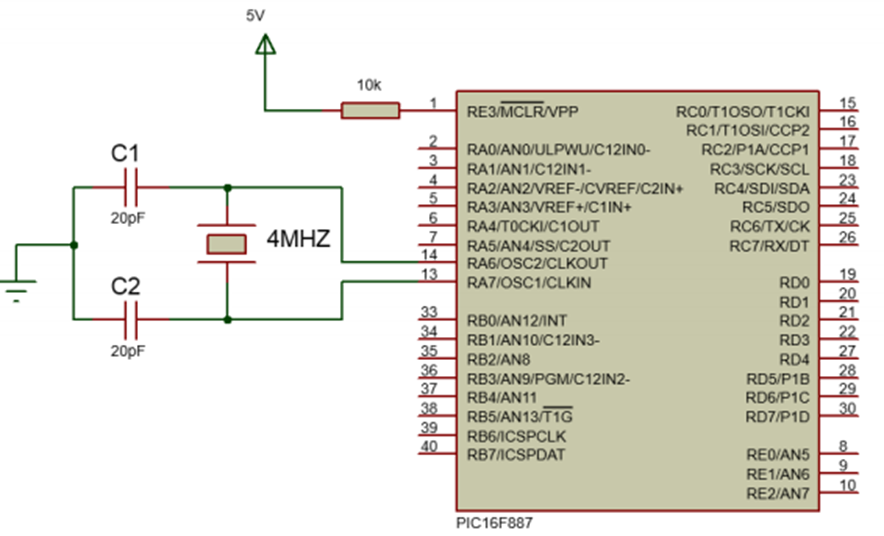 5V
10k
C1
20pF
4MHZ
C2
20pF
1 RE3/MCLR/VPP
2 RA0/AN0/ULPWU/C12IN0-
3 RA1/AN1/C12IN1-
4 RA2/AN2/VREF-/CVREF/C2IN+
5 RA3/AN3/VREF+/C1IN+
6 RA4/T0CKI/C1OUT
7 RA5/AN4/SS/C2OUT
14 RA6/OSC2/CLKOUT
13 RA7/OSC1/CLKIN
33 RB0/AN12/INT
34 RB1/AN10/C12IN3-
35 RB2/AN8
36 RB3/AN9/PGM/C12IN2-
37 RB4/AN11
38 RB5/AN13/T1G
39 RB6/ICSPCLK
40 RB7/ICSPDAT
RC0/T1OSO/T1CKI 15
RC1/T1OSI/CCP2 16
RC2/P1A/CCP1 17
RC3/SCK/SCL 18
RC4/SDI/SDA 23
RC5/SDO 24
RC6/TX/CK 25
RC7/RX/DT 26
RD0 19
RD1 20
RD2 21
RD3 22
RD4 27
RD5/P1B 28
RD6/P1C 29
RD7/P1D 30
RE0/AN5 8
RE1/AN6 9
RE2/AN7 10
PIC16F887